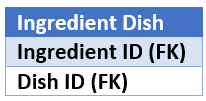 Ingredient Dish
Ingredient ID (FK)
Dish ID (FK)